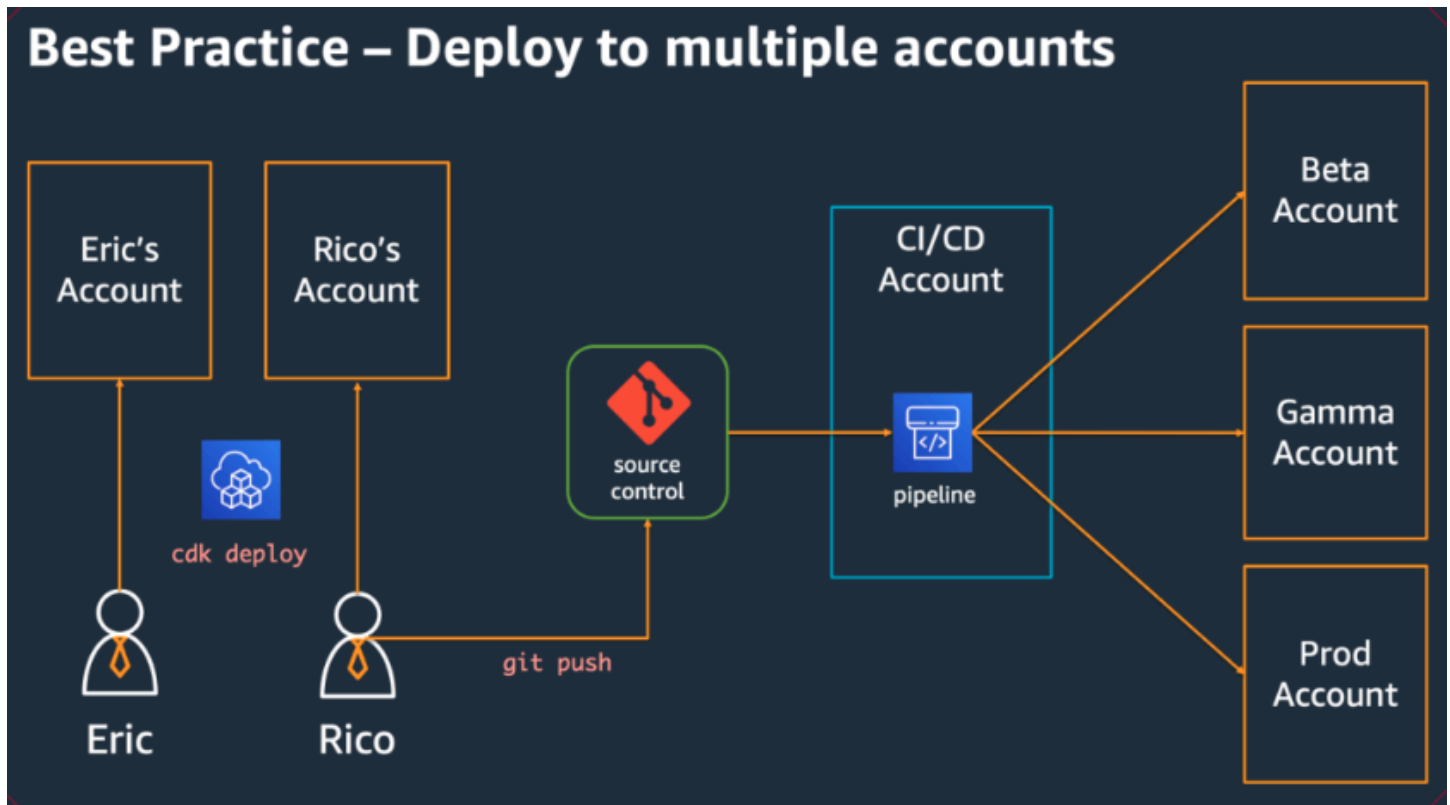 Best Practice – Deploy to multiple accounts
Eric’s
Account
Rico’s
Account
cdk deploy
Eric
Rico
git push
source
control
CI/CD
Account
</>
pipeline
Beta
Account
Gamma
Account
Prod
Account